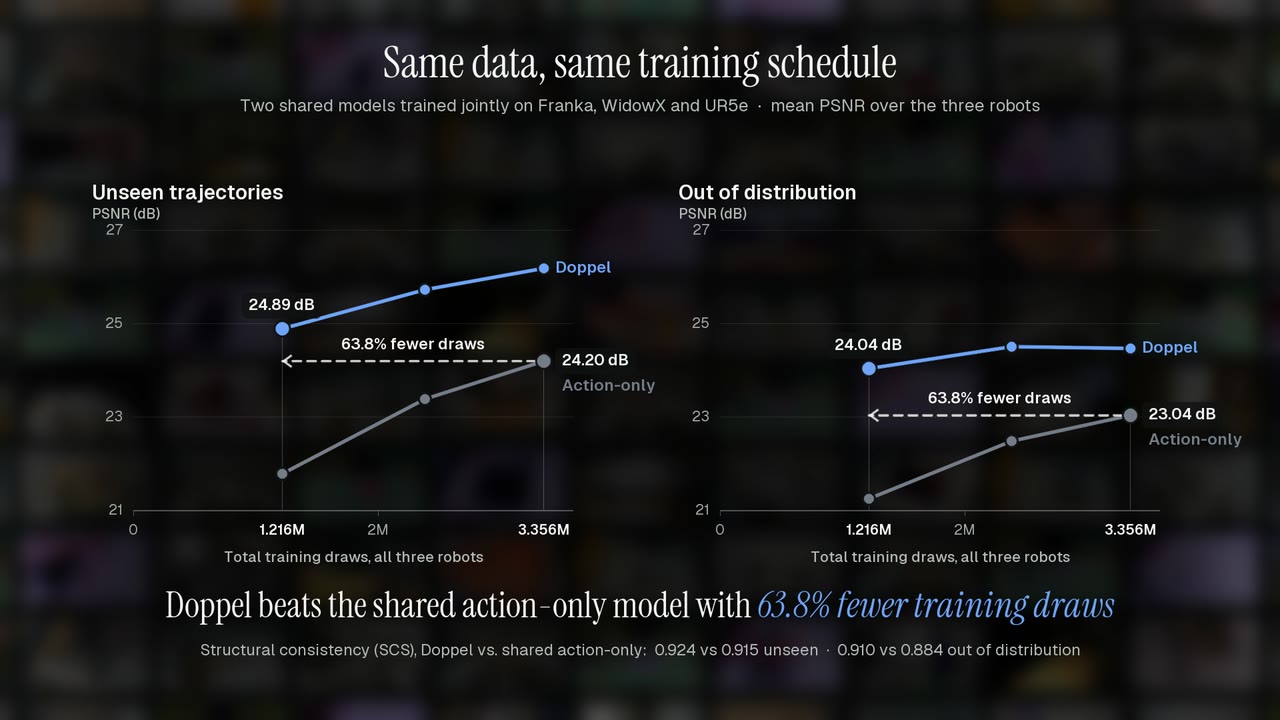 Same data, same training schedule
Two shared models trained jointly on Franka, WidowX and UR5e · mean PSNR over the three robots
Unseen trajectories
PSNR (dB)
27
25
23
21
24.89 dB
Doppel
63.8% fewer draws
24.20 dB
Action-only
0
1.216M
2M
3.356M
Total training draws, all three robots
Out of distribution
PSNR (dB)
27
25
23
21
24.04 dB
Doppel
63.8% fewer draws
23.04 dB
Action-only
0
1.216M
2M
3.356M
Total training draws, all three robots
Doppel beats the shared action-only model with 63.8% fewer training draws
Structural consistency (SCS), Doppel vs. shared action-only: 0.924 vs 0.915 unseen · 0.910 vs 0.884 out of distribution